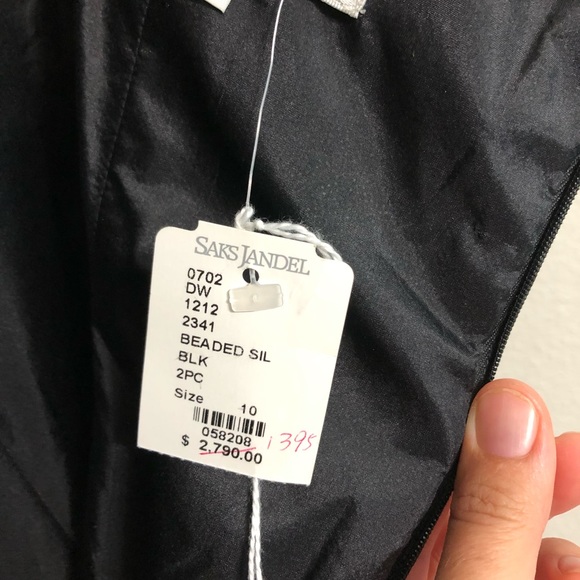 SAKS JANDEL
0702
DW
1212
2341
BEADED SIL
BLK
2PC
Size 10
058208
$ 2,790.00 1395